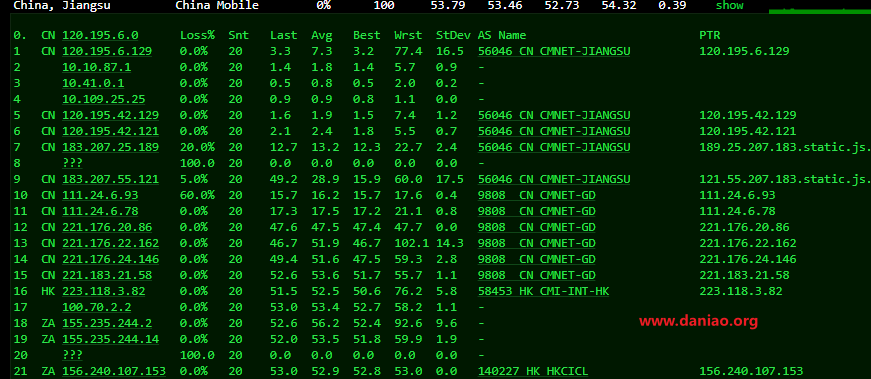 China, Jiangsu China Mobile 0% 100 53.79 53.46 52.73 54.32 0.39 show
0. CN 120.195.6.0 Loss% Snt Last Avg Best Wrst StDev AS Name PTR
1 CN 120.195.6.129 0.0% 20 3.3 7.3 3.2 77.4 16.5 56046 CN CMNET-JIANGSU 120.195.6.129
2 10.10.87.1 0.0% 20 1.4 1.8 1.4 5.7 0.9 -
3 10.41.0.1 0.0% 20 0.5 0.8 0.5 2.0 0.2 -
4 10.109.25.25 0.0% 20 0.9 0.9 0.8 1.1 0.0 -
5 CN 120.195.42.129 0.0% 20 1.6 1.9 1.5 7.4 1.2 56046 CN CMNET-JIANGSU 120.195.42.129
6 CN 120.195.42.121 0.0% 20 2.1 2.4 1.8 5.5 0.7 56046 CN CMNET-JIANGSU 120.195.42.121
7 CN 183.207.25.189 20.0% 20 12.7 13.2 12.3 22.7 2.4 56046 CN CMNET-JIANGSU 189.25.207.183.static.js.
8 ??? 100.0 20 0.0 0.0 0.0 0.0 0.0 -
9 CN 183.207.55.121 5.0% 20 49.2 28.9 15.9 60.0 17.5 56046 CN CMNET-JIANGSU 121.55.207.183.static.js.
10 CN 111.24.6.93 60.0% 20 15.7 16.2 15.7 17.6 0.4 9808 CN CMNET-GD 111.24.6.93
11 CN 111.24.6.78 0.0% 20 17.3 17.5 17.2 21.1 0.8 9808 CN CMNET-GD 111.24.6.78
12 CN 221.176.20.86 0.0% 20 47.6 47.5 47.4 47.7 0.0 9808 CN CMNET-GD 221.176.20.86
13 CN 221.176.22.162 0.0% 20 46.7 51.9 46.7 102.1 14.3 9808 CN CMNET-GD 221.176.22.162
14 CN 221.176.24.146 0.0% 20 49.4 51.6 47.5 59.3 2.8 9808 CN CMNET-GD 221.176.24.146
15 CN 221.183.21.58 0.0% 20 52.6 53.6 51.7 55.7 1.1 9808 CN CMNET-GD 221.183.21.58
16 HK 223.118.3.82 0.0% 20 51.5 52.5 50.6 76.2 5.8 58453 HK CMI-INT-HK 223.118.3.82
17 100.70.2.2 0.0% 20 53.0 53.4 52.7 58.2 1.1 -
18 ZA 155.235.244.2 0.0% 20 52.6 56.2 52.4 92.6 9.6 -
www.daniao.org
19 ZA 155.235.244.14 0.0% 20 52.0 53.5 51.8 59.9 1.9 -
20 ??? 100.0 20 0.0 0.0 0.0 0.0 0.0 -
21 ZA 156.240.107.153 0.0% 20 53.0 52.9 52.8 53.0 0.0 140227 HK HKCICL 156.240.107.153